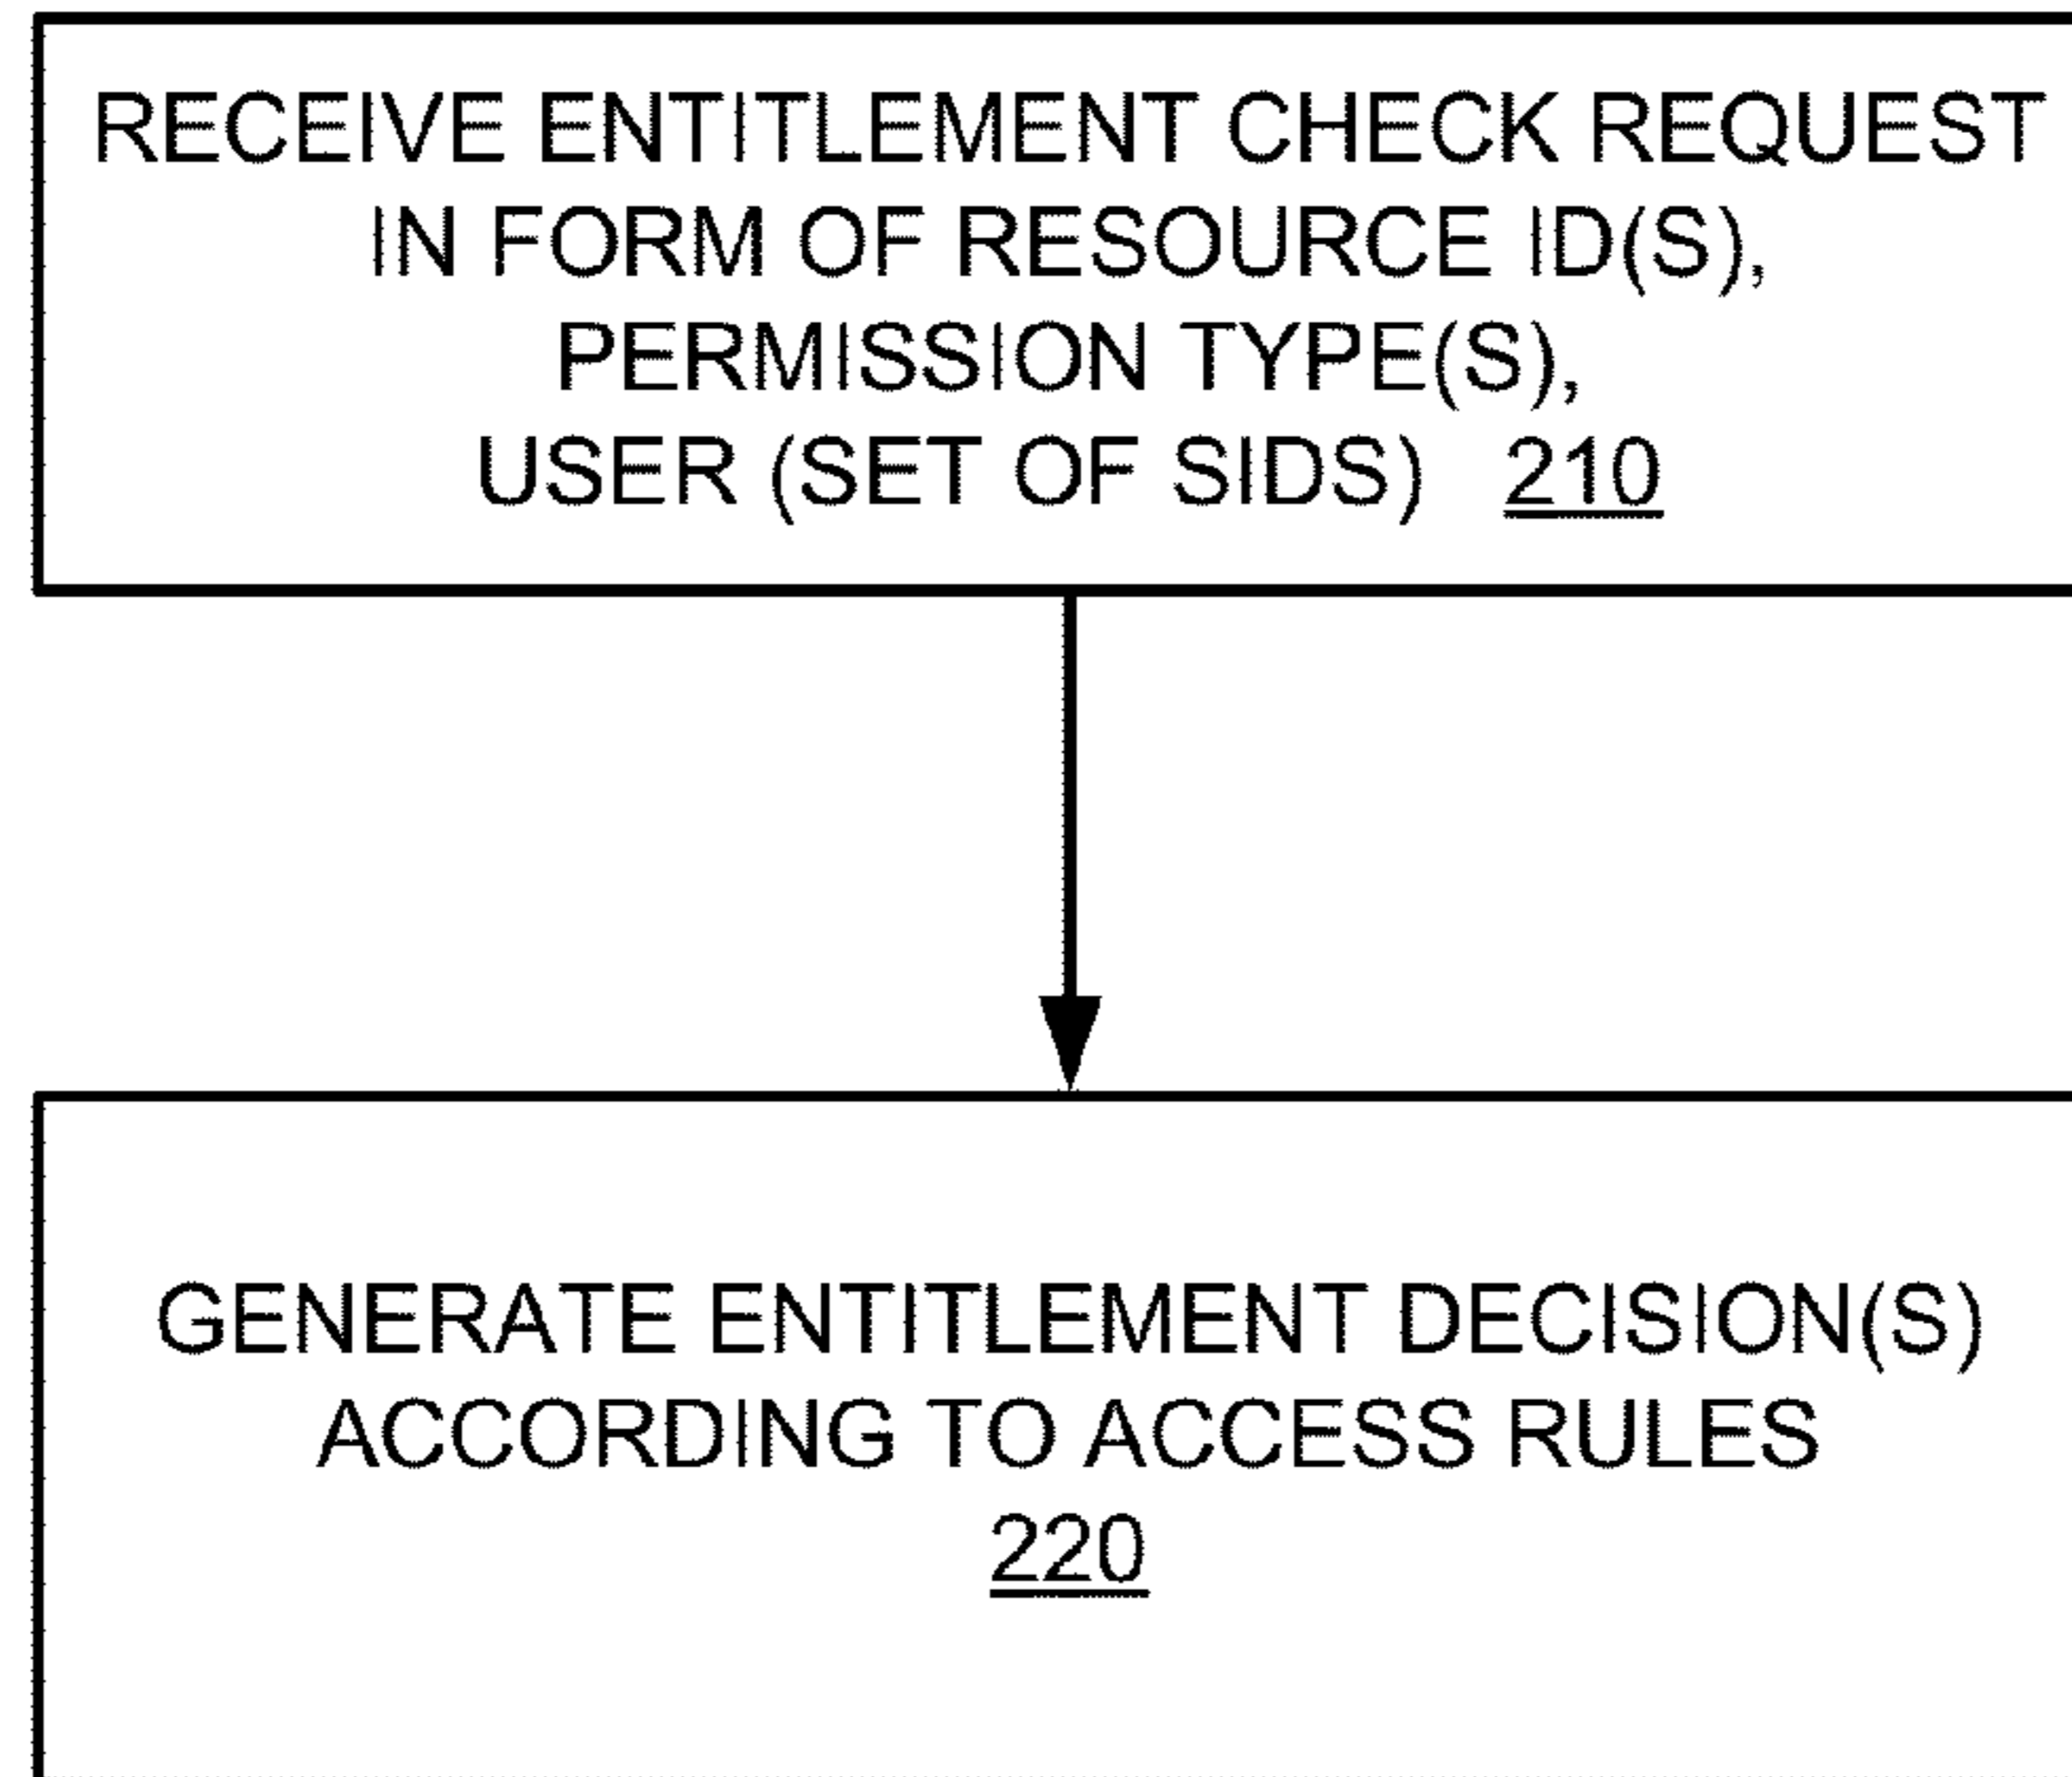 RECEIVE ENTITLEMENT CHECK REQUEST
IN FORM OF RESOURCE ID(S),
PERMISSION TYPE(S),
USER (SET OF SIDS) 210
GENERATE ENTITLEMENT DECISION(S)
ACCORDING TO ACCESS RULES
220